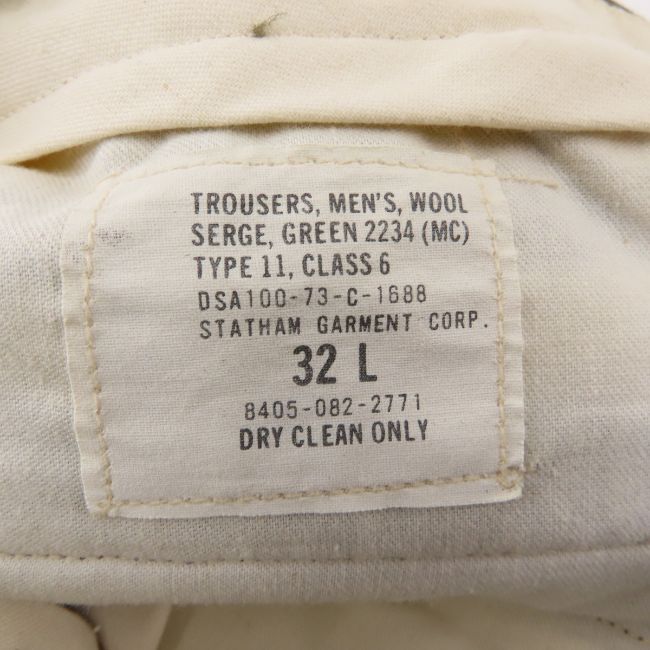 TROUSERS, MEN'S, WOOL
SERGE, GREEN 2234 (MC)
TYPE 11, CLASS 6
DSA100-73-C-1688
STATHAM GARMENT CORP.
32 L
8405-082-2771
DRY CLEAN ONLY